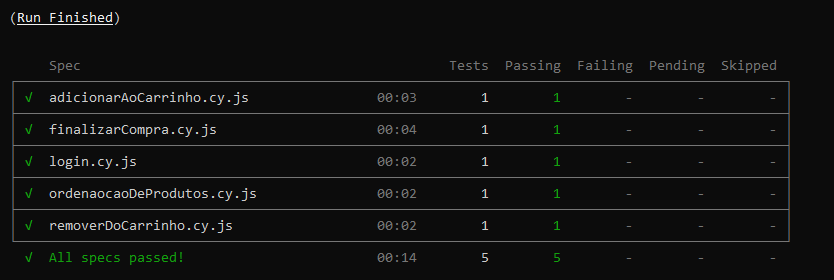 (Run Finished)
Spec Tests Passing Failing Pending Skipped
√ adicionarAoCarrinho.cy.js 00:03 1 1 - - -
√ finalizarCompra.cy.js 00:04 1 1 - - -
√ login.cy.js 00:02 1 1 - - -
√ ordenaocaoDeProdutos.cy.js 00:02 1 1 - - -
√ removerDoCarrinho.cy.js 00:02 1 1 - - -
√ All specs passed! 00:14 5 5 - - -